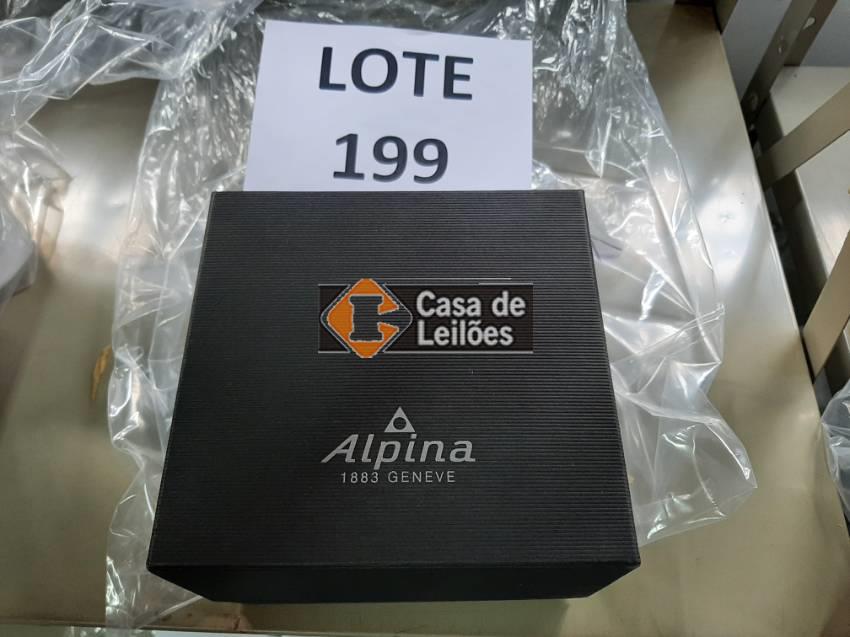 LOTE
199
Casa de
Leilões
Alpina
1883 GENEVE